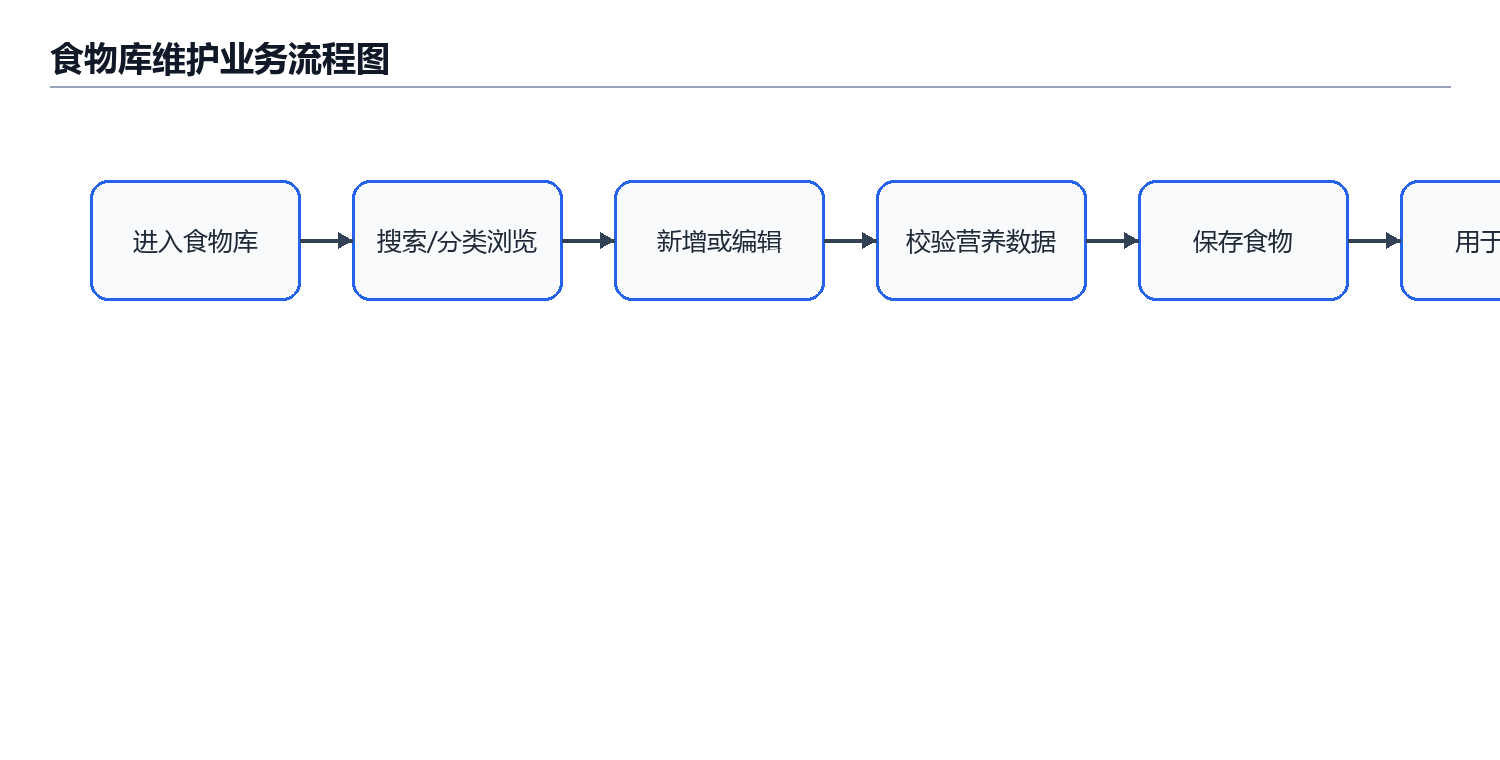 食物库维护业务流程图
进入食物库
搜索/分类浏览
新增或编辑
校验营养数据
保存食物
用于